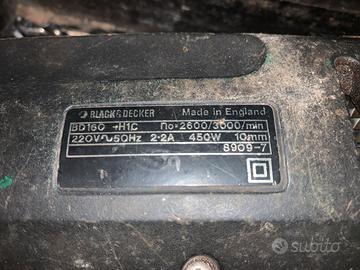 BLACK & DECKER Made in England
BD160 -H1C no=2600/3000/min
220V~50Hz 2·2A 450W 10mm
8909-7
subito